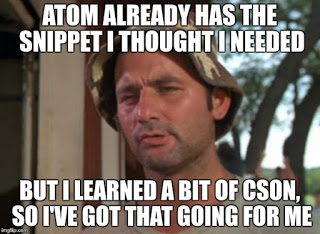 ATOM ALREADY HAS THE
SNIPPET I THOUGHT I NEEDED
BUT I LEARNED A BIT OF CSON,
SO I'VE GOT THAT GOING FOR ME
imgflip.com